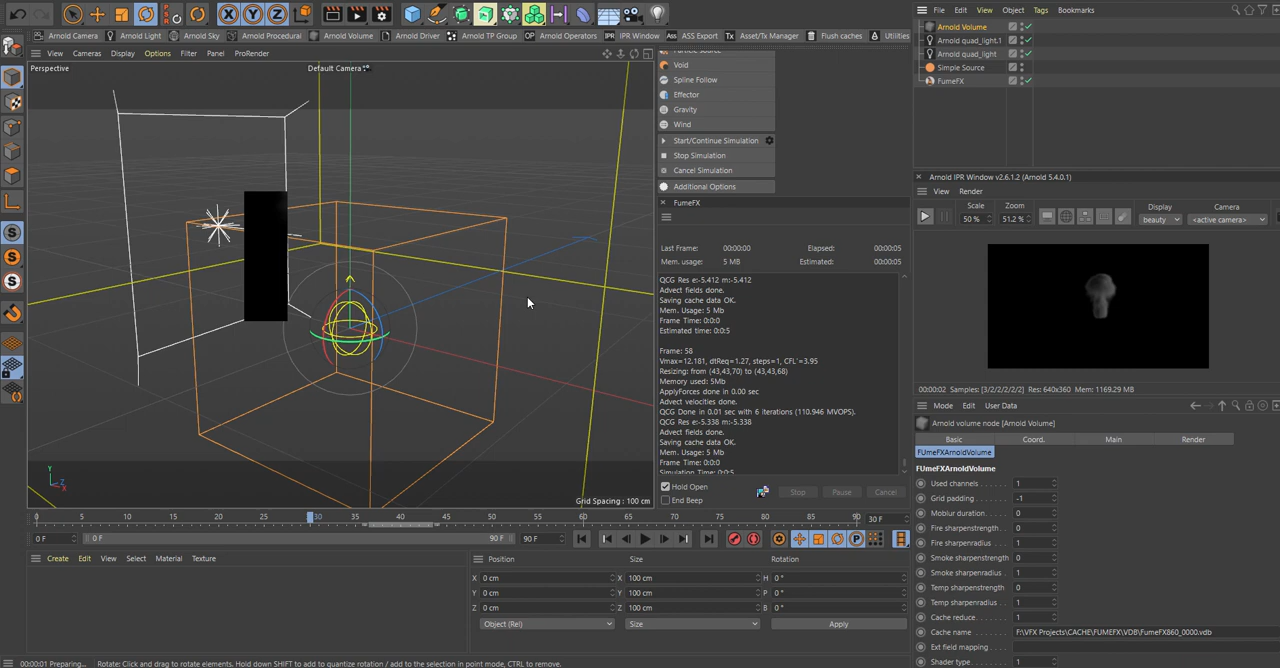 File Edit View Object Tags Bookmarks
Arnold Camera Arnold Light Arnold Sky Arnold Procedural Arnold Volume Arnold Driver Arnold TP Group Arnold Operators IPR IPR Window Ass ASS Export Tx Asset/Tx Manager Flush caches Utilities
View Cameras Display Options Filter Panel ProRender
Perspective
Default Camera
Grid Spacing : 100 cm
Void
Spline Follow
Effector
Gravity
Wind
Start/Continue Simulation
Stop Simulation
Cancel Simulation
Additional Options
FumeFX
Last Frame: 00:00:00 Elapsed: 00:00:05
Mem. usage: 5 MB Estimated: 00:00:05
QCG Res e:-5.412 m:-5.412
Advect fields done.
Saving cache data OK.
Mem. Usage: 5 Mb
Frame Time: 0:0:0
Estimated time: 0:0:5
Frame: 58
Vmax=12.181, dtReq=1.27, steps=1, CFL`=3.95
Resizing: from (43,43,70) to (43,43,68)
Memory used: 5Mb
ApplyForces done in 0.00 sec
Advect velocities done.
QCG Done in 0.01 sec with 6 iterations (110.946 MVOPS).
QCG Res e:-5.338 m:-5.338
Advect fields done.
Saving cache data OK.
Mem. Usage: 5 Mb
Frame Time: 0:0:0
Hold Open
End Beep
Stop Pause Cancel
Arnold Volume
Arnold quad_light.1
Arnold quad_light
Simple Source
FumeFX
Arnold IPR Window v2.6.1.2 (Arnold 5.4.0.1)
View Render
Scale Zoom Display Camera
50 % 51.2% beauty <active camera>
00:00:02 Samples: [3/2/2/2/2/2] Res: 640x360 Mem: 1169.29 MB
Mode Edit User Data
Arnold volume node [Arnold Volume]
Basic Coord. Main Render
FUmeFXArnoldVolume
FUmeFXArnoldVolume
Used channels 1
Grid padding -1
Moblur duration 0
Fire sharpenstrength 0
Fire sharpenradius 1
Smoke sharpenstrength 0
Smoke sharpenradius 1
Temp sharpenstrength 0
Temp sharpenradius 1
Cache reduce 1
Cache name F:\VFX Projects\CACHE\FUMEFX\VDB\FumeFX860_0000.vdb
Ext field mapping
Shader type 1
0 5 10 15 20 25 30 35 40 45 50 55 60 65 70 75 80 85 90 30 F
0 F 0 F 90 F 90 F
Create Edit View Select Material Texture
Position Size Rotation
X 0 cm X 100 cm H 0 °
Y 0 cm Y 100 cm P 0 °
Z 0 cm Z 100 cm B 0 °
Object (Rel) Size Apply
00:00:01 Preparing... Rotate: Click and drag to rotate elements. Hold down SHIFT to add to quantize rotation / add to the selection in point mode, CTRL to remove.